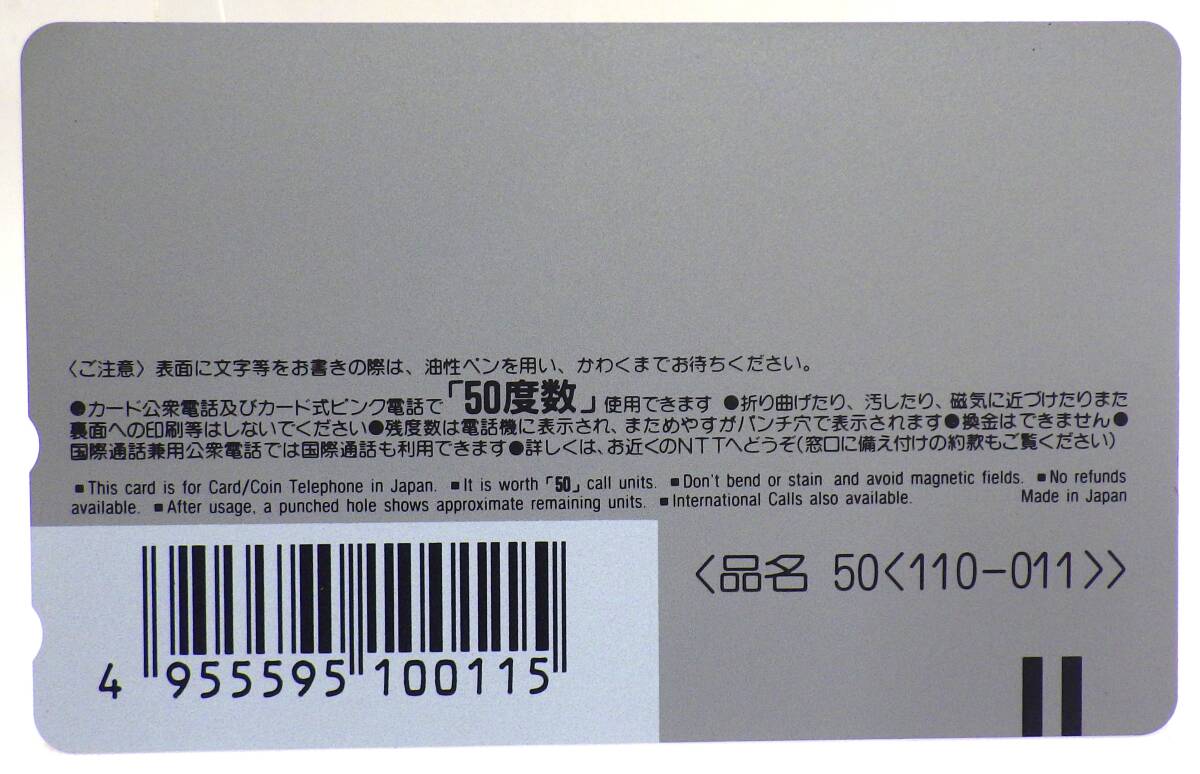 〈ご注意〉表面に文字等をお書きの際は、油性ペンを用い、かわくまでお待ちください。
●カード公衆電話及びカード式ピンク電話で「50度数」使用できます ●折り曲げたり、汚したり、磁気に近づけたりまた
裏面への印刷等はしないでください●残度数は電話機に表示され、まためやすがパンチ穴で表示されます●換金はできません●
国際通話兼用公衆電話では国際通話も利用できます●詳しくは、お近くのNTTへどうぞ(窓口に備え付けの約款もご覧ください)
■This card is for Card/Coin Telephone in Japan. ■It is worth「50」call units. ■Don't bend or stain and avoid magnetic fields. ■No refunds
available. ■After usage, a punched hole shows approximate remaining units. ■International Calls also available. Made in Japan
〈品名 50〈110-011〉〉
4 955595 100115